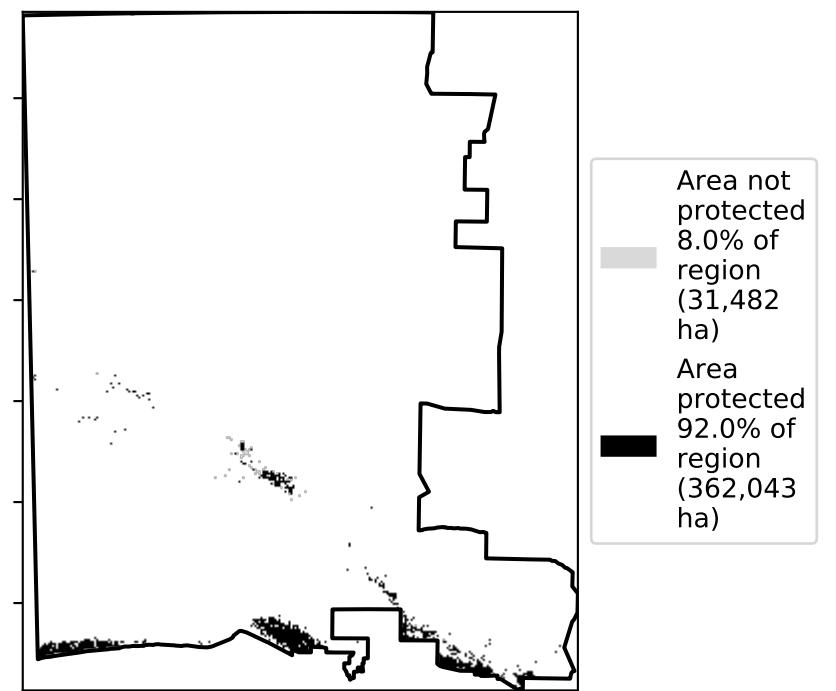 Area not
protected
8.0% of
region
(31,482
ha)
Area
protected
92.0% of
region
(362,043
ha)